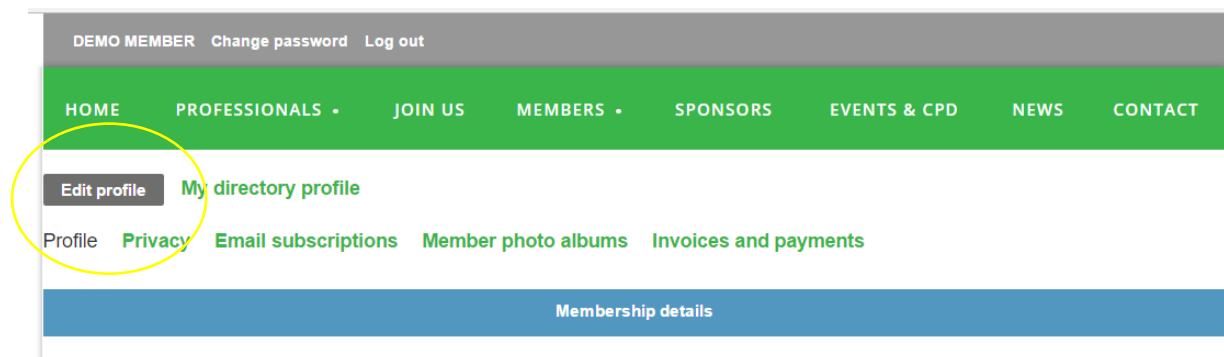 DEMO MEMBER Change password Log out
HOME PROFESSIONALS • JOIN US MEMBERS • SPONSORS EVENTS & CPD NEWS CONTACT
Edit profile My directory profile
Profile Privacy Email subscriptions Member photo albums Invoices and payments
Membership details